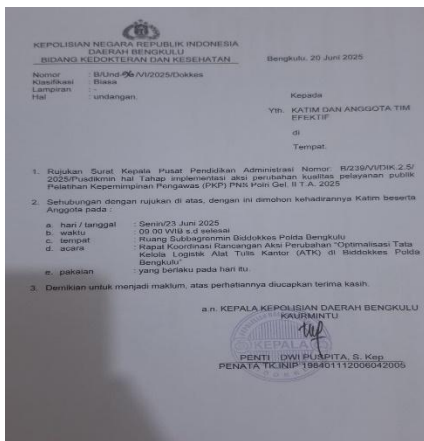 KEPOLISIAN NEGARA REPUBLIK INDONESIA
DAERAH BENGKULU
BIDANG KEDOKTERAN DAN KESEHATAN
Bengkulu, 20 Juni 2025
Nomor : B/Und- /VI/2025/Dokkes
Klasifikasi : Biasa
Lampiran : -
Hal : undangan.
Kepada
Yth. KATIM DAN ANGGOTA TIM
EFEKTIF
di
Tempat.
1. Rujukan Surat Kepala Pusat Pendidikan Administrasi Nomor: B/239/VI/DIK.2.5/
2025/Pusdikmin hal Tahap implementasi aksi perubahan kualitas pelayanan publik
Pelatihan Kepemimpinan Pengawas (PKP) PNS Polri Gel. II T.A. 2025
2. Sehubungan dengan rujukan di atas, dengan ini dimohon kehadirannya Katim beserta
Anggota pada :
a. hari / tanggal : Senin/23 Juni 2025
b. waktu : 09.00 WIB s.d selesai
c. tempat : Ruang Subbagrenmin Biddokkes Polda Bengkulu
d. acara : Rapat Koordinasi Rancangan Aksi Perubahan "Optimalisasi Tata
Kelola Logistik Alat Tulis Kantor (ATK) di Biddokkes Polda
Bengkulu"
e. pakaian : yang berlaku pada hari itu.
3. Demikian untuk menjadi maklum, atas perhatiannya diucapkan terima kasih.
a.n. KEPALA KEPOLISIAN DAERAH BENGKULU
KAURMINTU
KEPALA
PENTI DWI PUSPITA, S. Kep
PENATA TK.I NIP 198401112006042005